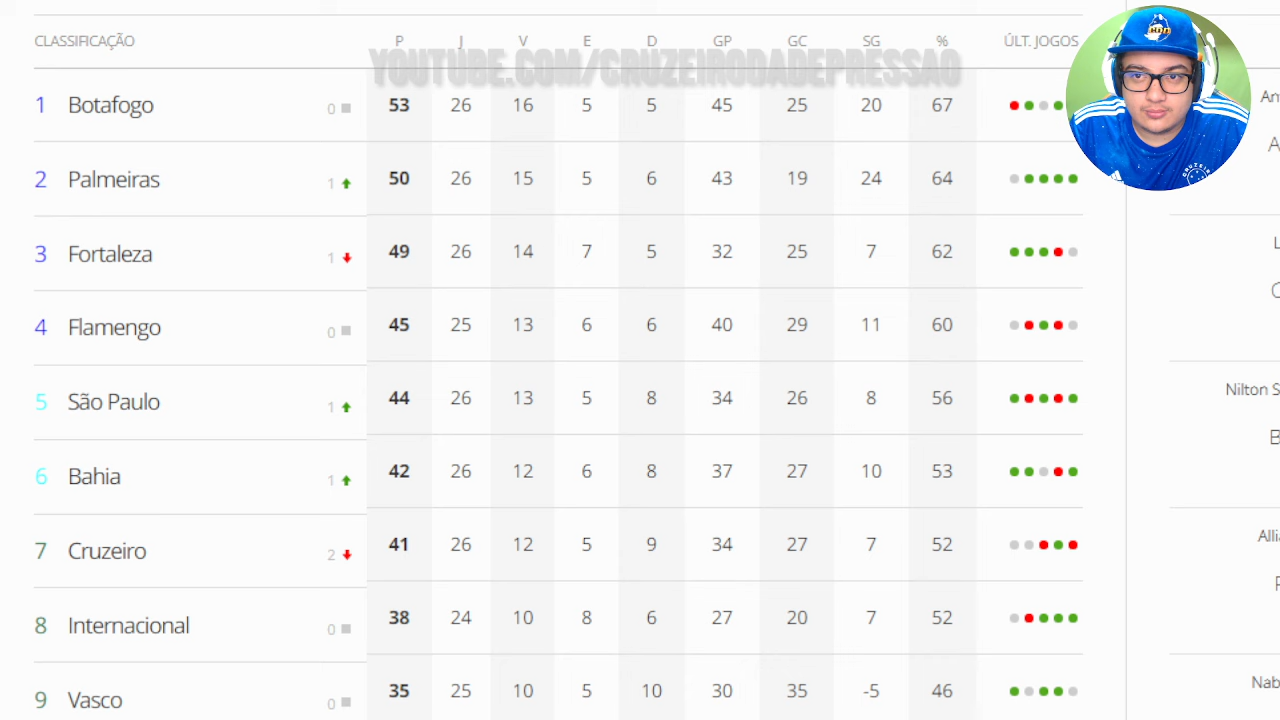 CLASSIFICAÇÃO P J V E D GP GC SG % ÚLT. JOGOS
YOUTUBE.COM/CRUZEIRODADEPRESSAO
1 Botafogo 0 53 26 16 5 5 45 25 20 67
2 Palmeiras 1 50 26 15 5 6 43 19 24 64
3 Fortaleza 1 49 26 14 7 5 32 25 7 62
4 Flamengo 0 45 25 13 6 6 40 29 11 60
5 São Paulo 1 44 26 13 5 8 34 26 8 56
Nilton S
6 Bahia 1 42 26 12 6 8 37 27 10 53
7 Cruzeiro 2 41 26 12 5 9 34 27 7 52
Alli
8 Internacional 0 38 24 10 8 6 27 20 7 52
9 Vasco 0 35 25 10 5 10 30 35 -5 46
Nab